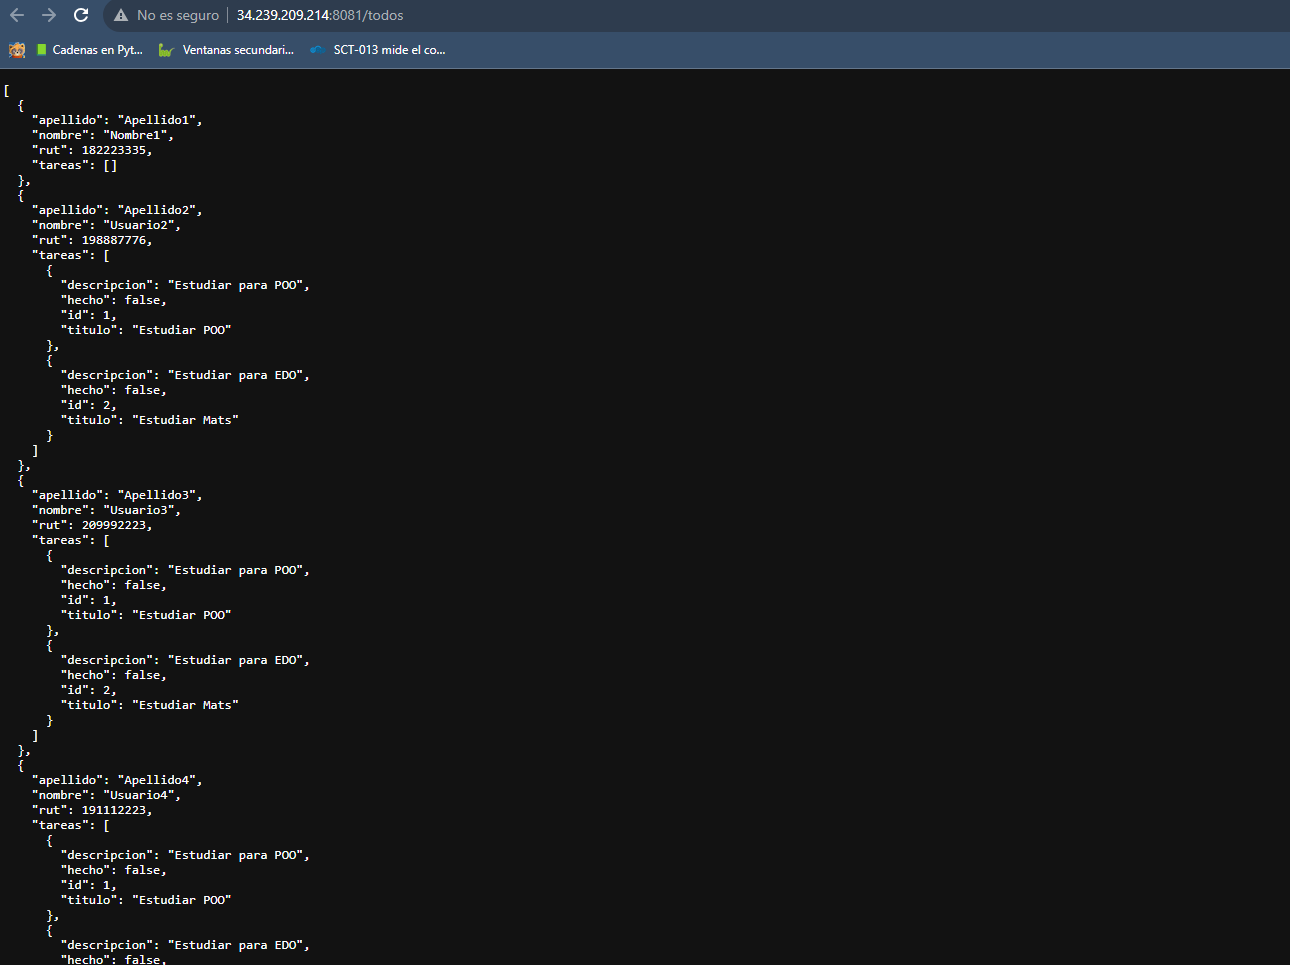 No es seguro 34.239.209.214:8081/todos
Cadenas en Pyt... Ventanas secundari... SCT-013 mide el co...
[
  {
    "apellido": "Apellido1",
    "nombre": "Nombre1",
    "rut": 182223335,
    "tareas": []
  },
  {
    "apellido": "Apellido2",
    "nombre": "Usuario2",
    "rut": 198887776,
    "tareas": [
      {
        "descripcion": "Estudiar para POO",
        "hecho": false,
        "id": 1,
        "titulo": "Estudiar POO"
      },
      {
        "descripcion": "Estudiar para EDO",
        "hecho": false,
        "id": 2,
        "titulo": "Estudiar Mats"
      }
    ]
  },
  {
    "apellido": "Apellido3",
    "nombre": "Usuario3",
    "rut": 209992223,
    "tareas": [
      {
        "descripcion": "Estudiar para POO",
        "hecho": false,
        "id": 1,
        "titulo": "Estudiar POO"
      },
      {
        "descripcion": "Estudiar para EDO",
        "hecho": false,
        "id": 2,
        "titulo": "Estudiar Mats"
      }
    ]
  },
  {
    "apellido": "Apellido4",
    "nombre": "Usuario4",
    "rut": 191112223,
    "tareas": [
      {
        "descripcion": "Estudiar para POO",
        "hecho": false,
        "id": 1,
        "titulo": "Estudiar POO"
      },
      {
        "descripcion": "Estudiar para EDO",
        "hecho": false,